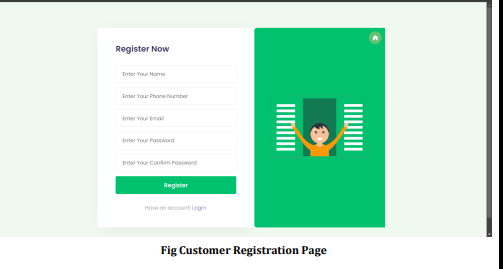 Register Now
Enter Your Name
Enter Your Phone Number
Enter Your Email
Enter Your Password
Enter Your Confirm Password
Register
Have an account! Login.
Fig Customer Registration Page